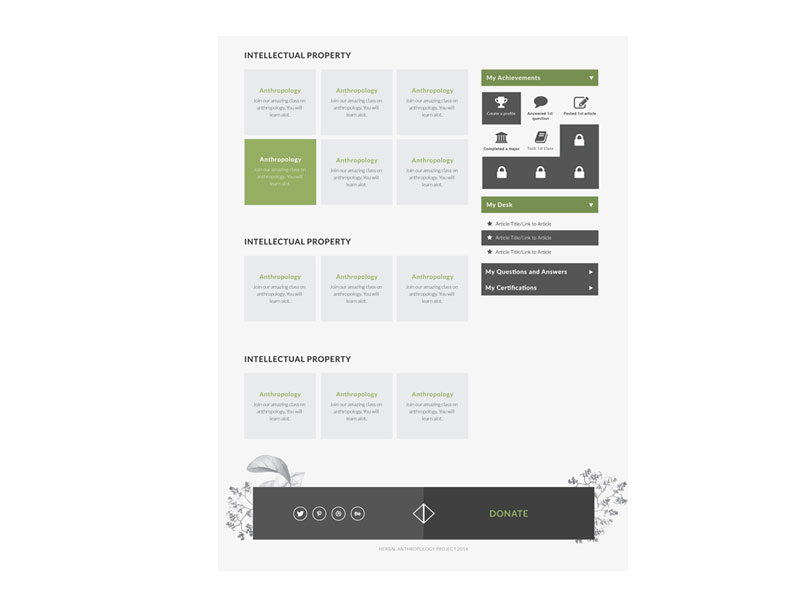 INTELLECTUAL PROPERTY
Anthropology
Join our amazing class on
anthropology. You will
learn alot.
Anthropology
Join our amazing class on
anthropology. You will
learn alot.
Anthropology
Join our amazing class on
anthropology. You will
learn alot.
Anthropology
Join our amazing class on
anthropology. You will
learn alot.
Anthropology
Join our amazing class on
anthropology. You will
learn alot.
Anthropology
Join our amazing class on
anthropology. You will
learn alot.
INTELLECTUAL PROPERTY
Anthropology
Join our amazing class on
anthropology. You will
learn alot.
Anthropology
Join our amazing class on
anthropology. You will
learn alot.
Anthropology
Join our amazing class on
anthropology. You will
learn alot.
INTELLECTUAL PROPERTY
Anthropology
Join our amazing class on
anthropology. You will
learn alot.
Anthropology
Join our amazing class on
anthropology. You will
learn alot.
Anthropology
Join our amazing class on
anthropology. You will
learn alot.
My Achievements
Create a profile
Answered 1st
question
Posted 1st article
Completed a major
Took 1st Class
My Desk
Article Title/Link to Article
Article Title/Link to Article
Article Title/Link to Article
My Questions and Answers
My Certifications
Bē
DONATE
HERBAL ANTHROPOLOGY PROJECT 2014